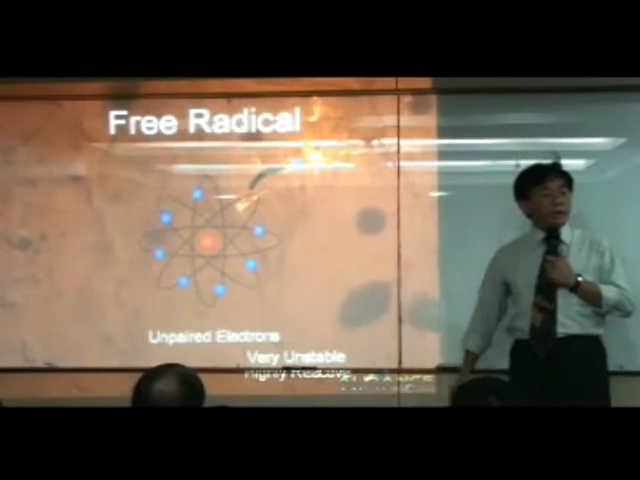 Free Radical
Unpaired Electrons
Very Unstable
Highly Reactive